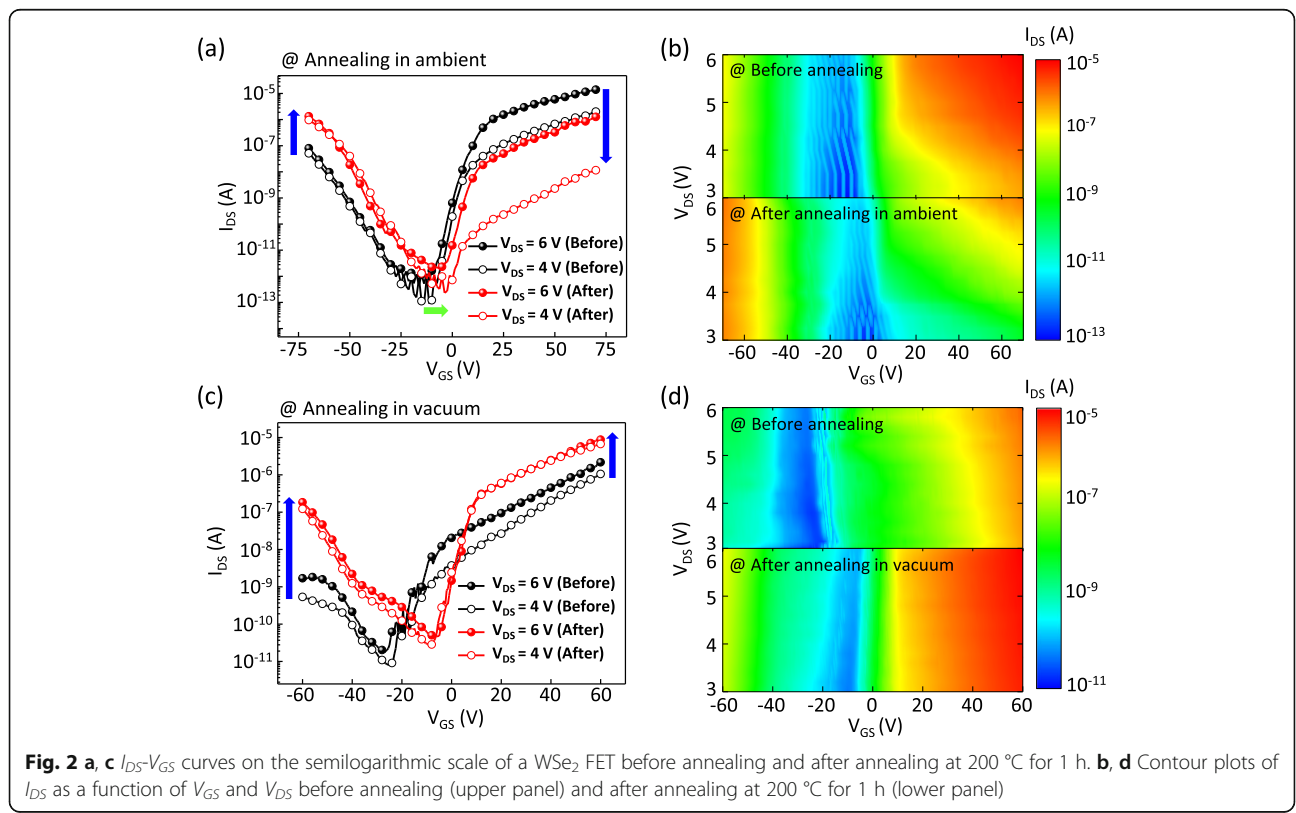 (a)
@ Annealing in ambient
10⁻⁵
10⁻⁷
10⁻⁹
10⁻¹¹
10⁻¹³
I_DS (A)
V_DS = 6 V (Before)
V_DS = 4 V (Before)
V_DS = 6 V (After)
V_DS = 4 V (After)
-75 -50 -25 0 25 50 75
V_GS (V)
(b)
I_DS (A)
@ Before annealing
6
5
4
3
@ After annealing in ambient
6
5
4
3
V_DS (V)
-60 -40 -20 0 20 40 60
V_GS (V)
10⁻⁵
10⁻⁷
10⁻⁹
10⁻¹¹
10⁻¹³
(c)
@ Annealing in vacuum
10⁻⁵
10⁻⁶
10⁻⁷
10⁻⁸
10⁻⁹
10⁻¹⁰
10⁻¹¹
I_DS (A)
V_DS = 6 V (Before)
V_DS = 4 V (Before)
V_DS = 6 V (After)
V_DS = 4 V (After)
-60 -40 -20 0 20 40 60
V_GS (V)
(d)
I_DS (A)
@ Before annealing
6
5
4
3
@ After annealing in vacuum
6
5
4
3
V_DS (V)
-60 -40 -20 0 20 40 60
V_GS (V)
10⁻⁵
10⁻⁷
10⁻⁹
10⁻¹¹
Fig. 2 a, c I_DS-V_GS curves on the semilogarithmic scale of a WSe₂ FET before annealing and after annealing at 200 °C for 1 h. b, d Contour plots of
I_DS as a function of V_GS and V_DS before annealing (upper panel) and after annealing at 200 °C for 1 h (lower panel)